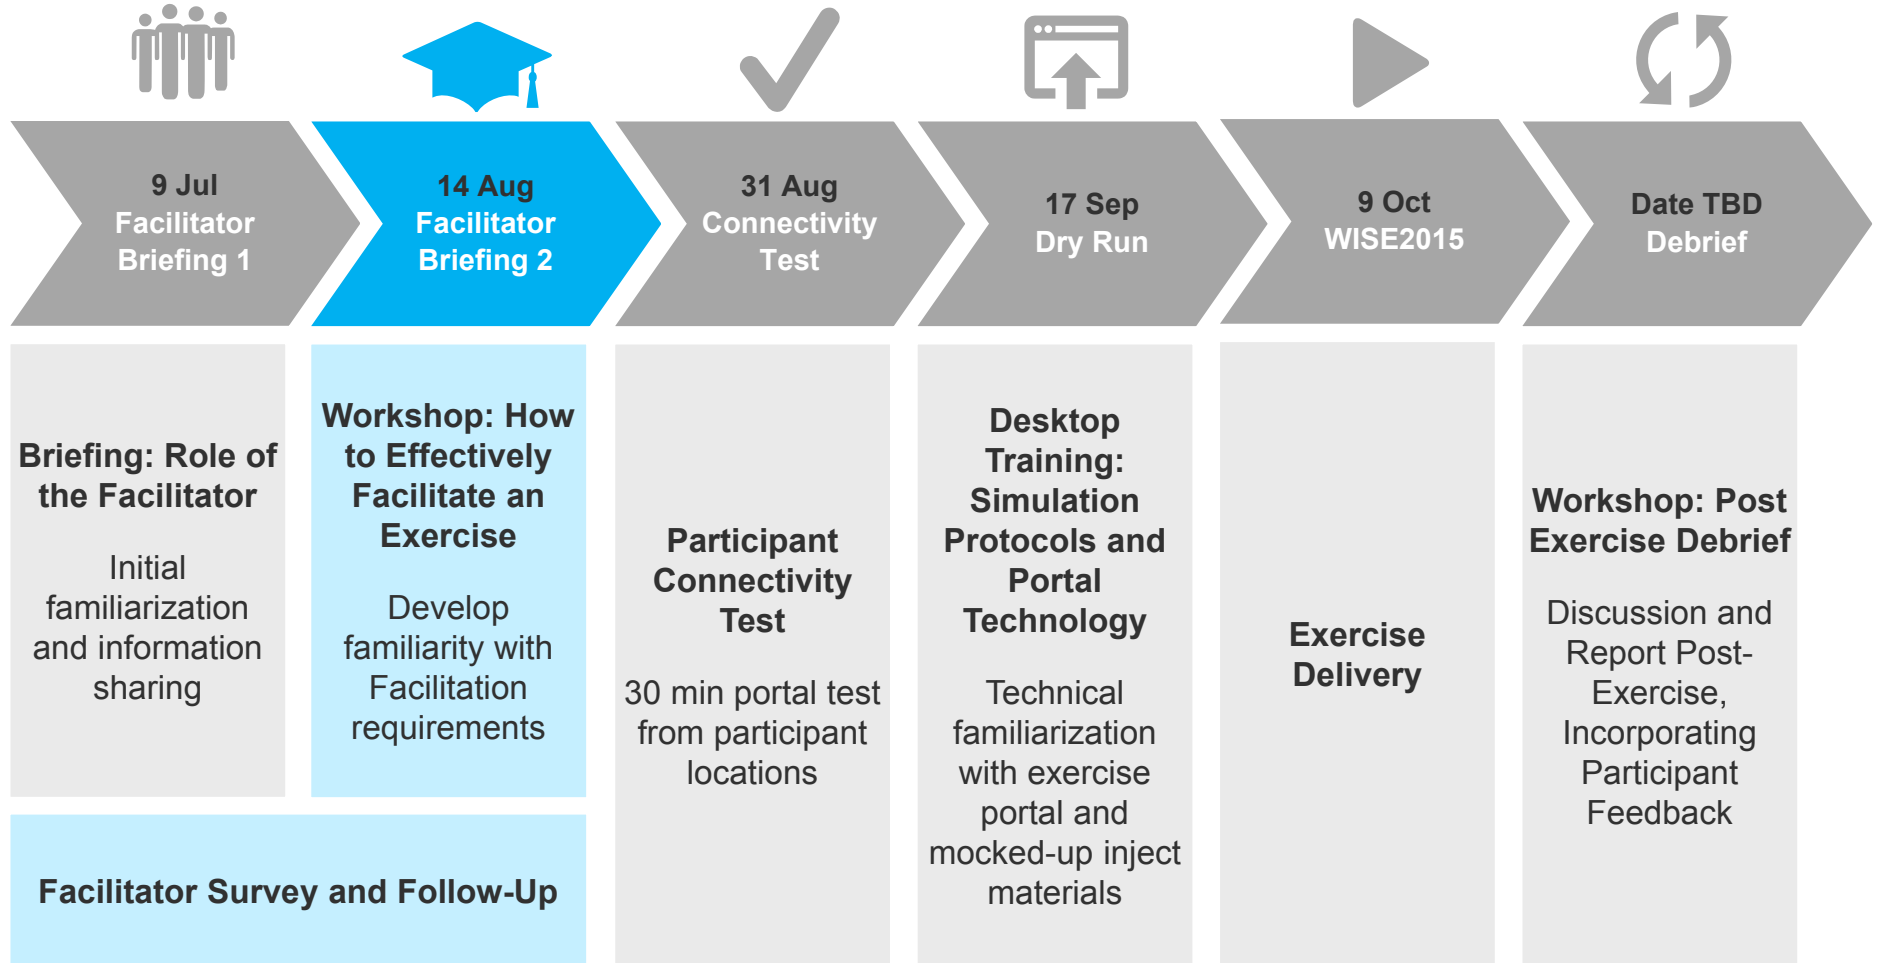 9 Jul
Facilitator
Briefing 1
14 Aug
Facilitator
Briefing 2
31 Aug
Connectivity
Test
17 Sep
Dry Run
9 Oct
WISE2015
Date TBD
Debrief
Briefing: Role of
the Facilitator
Initial
familiarization
and information
sharing
Workshop: How
to Effectively
Facilitate an
Exercise
Develop
familiarity with
Facilitation
requirements
Facilitator Survey and Follow-Up
Participant
Connectivity
Test
30 min portal test
from participant
locations
Desktop
Training:
Simulation
Protocols and
Portal
Technology
Technical
familiarization
with exercise
portal and
mocked-up inject
materials
Exercise
Delivery
Workshop: Post
Exercise Debrief
Discussion and
Report Post-
Exercise,
Incorporating
Participant
Feedback